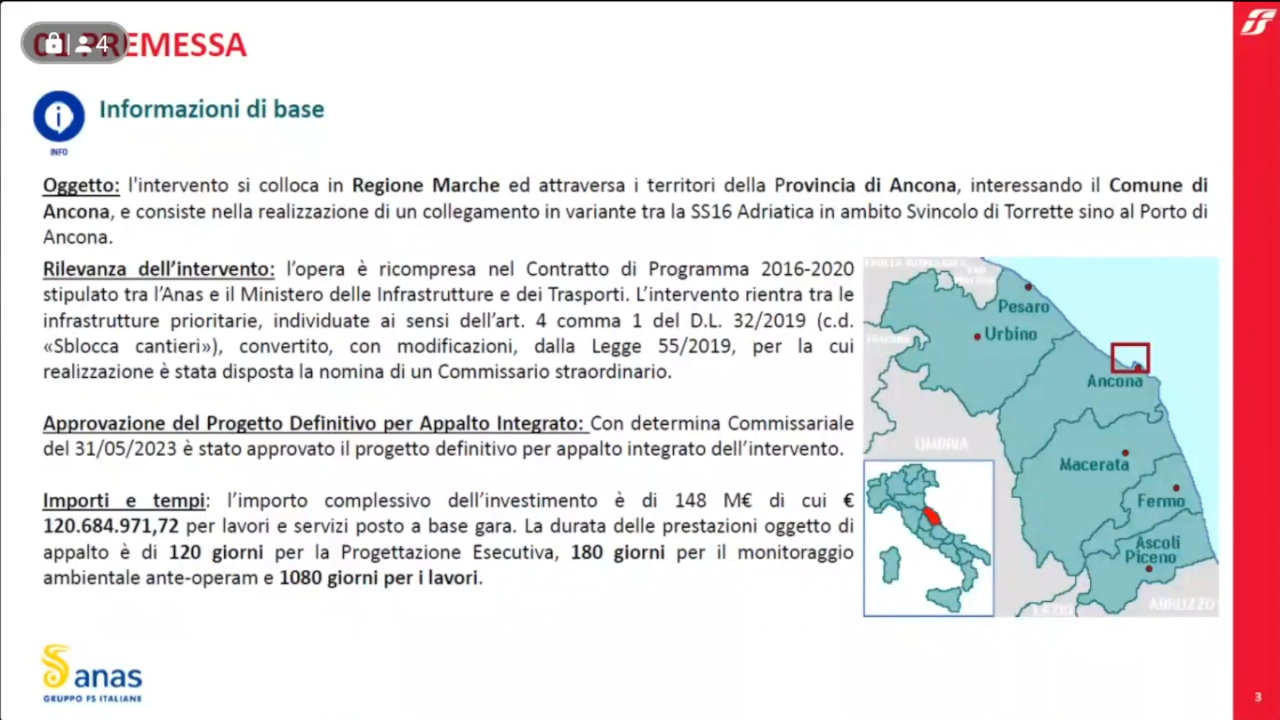 01 PREMESSA
4
Informazioni di base
INFO
Oggetto: l'intervento si colloca in Regione Marche ed attraversa i territori della Provincia di Ancona, interessando il Comune di
Ancona, e consiste nella realizzazione di un collegamento in variante tra la SS16 Adriatica in ambito Svincolo di Torrette sino al Porto di
Ancona.
Rilevanza dell’intervento: l’opera è ricompresa nel Contratto di Programma 2016-2020
stipulato tra l’Anas e il Ministero delle Infrastrutture e dei Trasporti. L’intervento rientra tra le
infrastrutture prioritarie, individuate ai sensi dell’art. 4 comma 1 del D.L. 32/2019 (c.d.
«Sblocca cantieri»), convertito, con modificazioni, dalla Legge 55/2019, per la cui
realizzazione è stata disposta la nomina di un Commissario straordinario.
Approvazione del Progetto Definitivo per Appalto Integrato: Con determina Commissariale
del 31/05/2023 è stato approvato il progetto definitivo per appalto integrato dell’intervento.
Importi e tempi: l’importo complessivo dell’investimento è di 148 M€ di cui €
120.684.971,72 per lavori e servizi posto a base gara. La durata delle prestazioni oggetto di
appalto è di 120 giorni per la Progettazione Esecutiva, 180 giorni per il monitoraggio
ambientale ante-operam e 1080 giorni per i lavori.
Pesaro
Urbino
Ancona
UMBRIA
Macerata
Fermo
Ascoli
Piceno
LAZIO
ABRUZZO
anas
GRUPPO FS ITALIANE
3